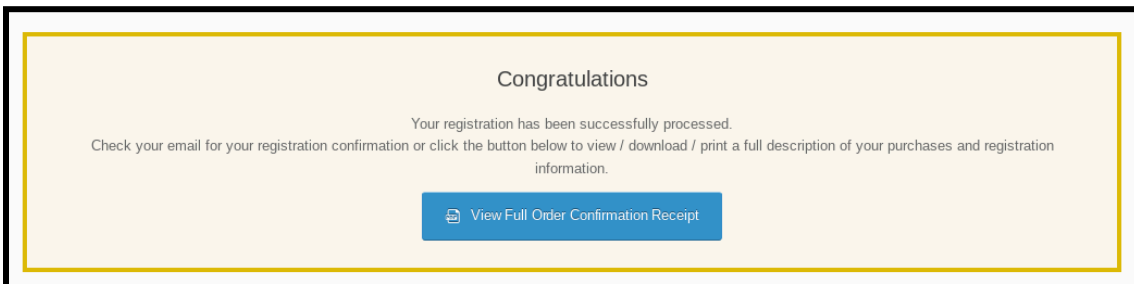 Congratulations
Your registration has been successfully processed.
Check your email for your registration confirmation or click the button below to view / download / print a full description of your purchases and registration
information.
View Full Order Confirmation Receipt